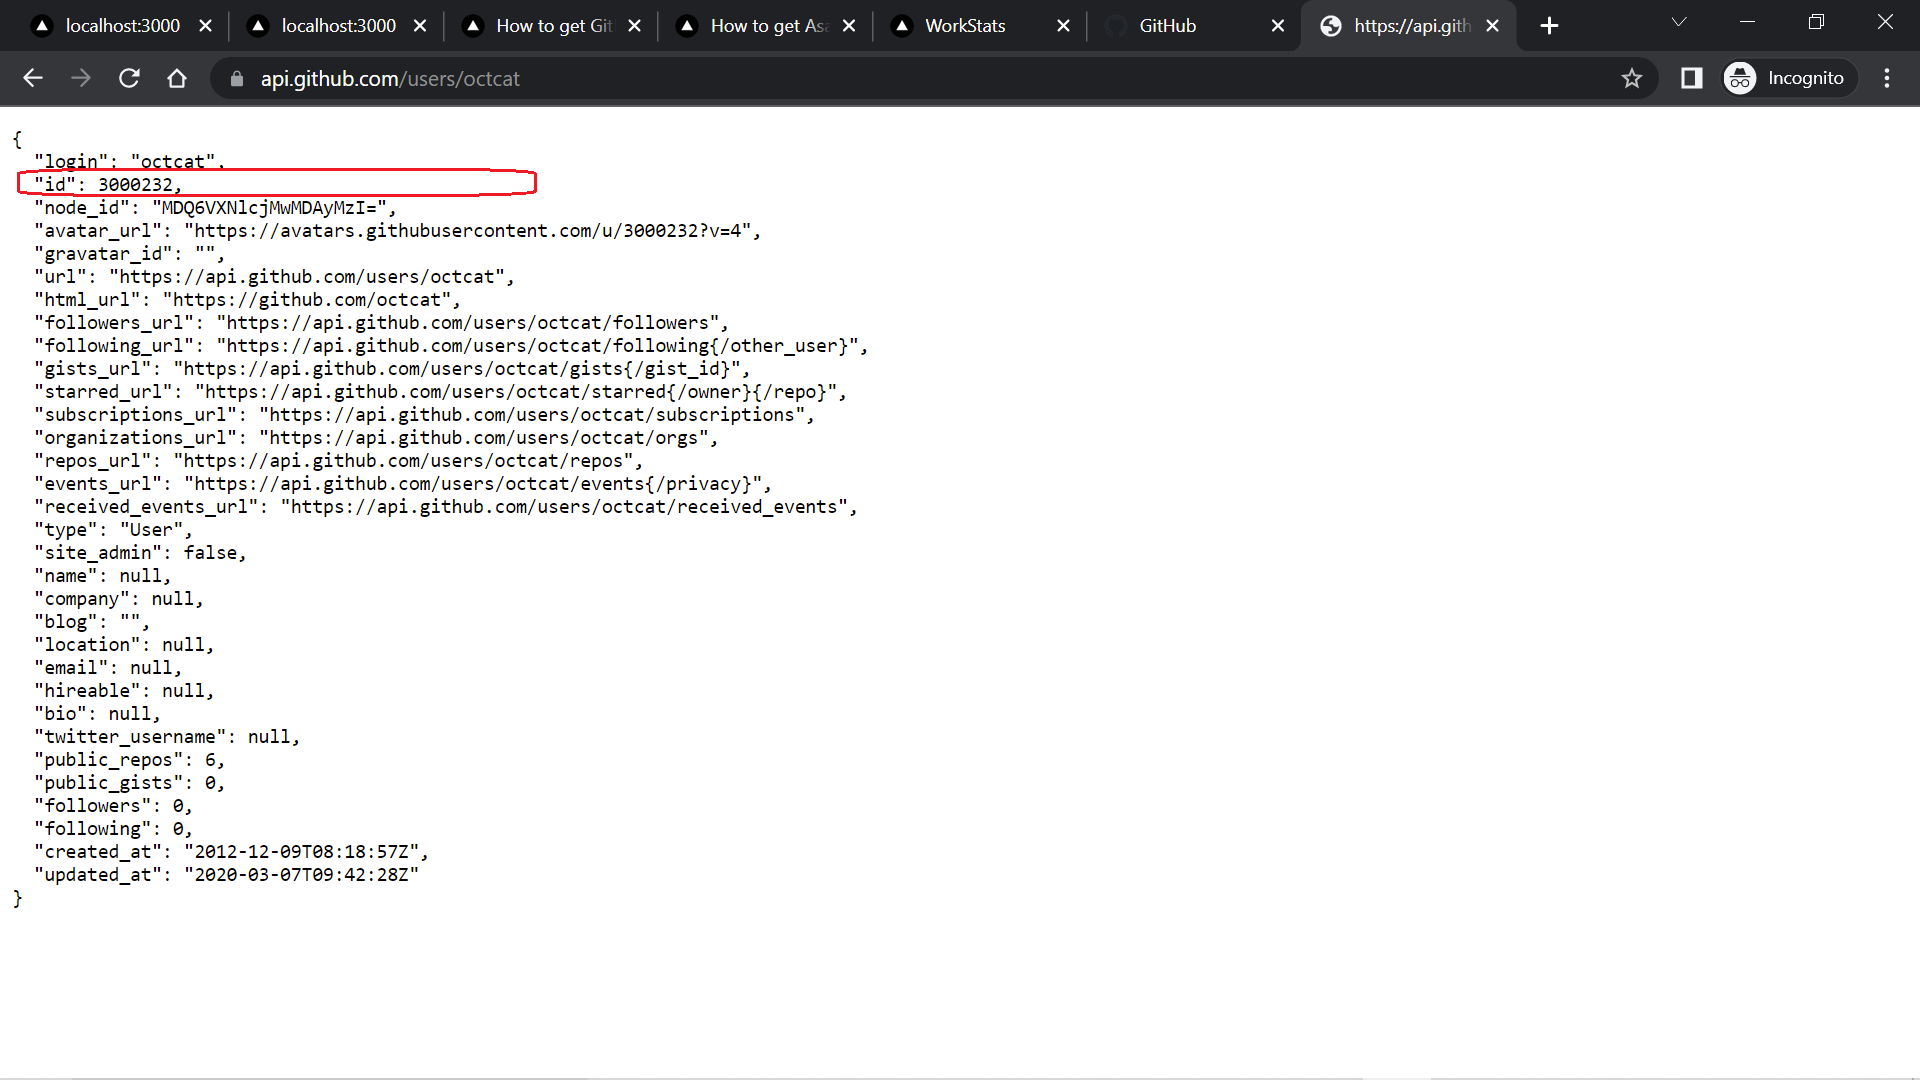 localhost:3000
localhost:3000
How to get Git
How to get Asa
WorkStats
GitHub
https://api.gith
api.github.com/users/octcat
Incognito
{
"login": "octcat",
"id": 3000232,
"node_id": "MDQ6VXNlcjMwMDAyMzI=",
"avatar_url": "https://avatars.githubusercontent.com/u/3000232?v=4",
"gravatar_id": "",
"url": "https://api.github.com/users/octcat",
"html_url": "https://github.com/octcat",
"followers_url": "https://api.github.com/users/octcat/followers",
"following_url": "https://api.github.com/users/octcat/following{/other_user}",
"gists_url": "https://api.github.com/users/octcat/gists{/gist_id}",
"starred_url": "https://api.github.com/users/octcat/starred{/owner}{/repo}",
"subscriptions_url": "https://api.github.com/users/octcat/subscriptions",
"organizations_url": "https://api.github.com/users/octcat/orgs",
"repos_url": "https://api.github.com/users/octcat/repos",
"events_url": "https://api.github.com/users/octcat/events{/privacy}",
"received_events_url": "https://api.github.com/users/octcat/received_events",
"type": "User",
"site_admin": false,
"name": null,
"company": null,
"blog": "",
"location": null,
"email": null,
"hireable": null,
"bio": null,
"twitter_username": null,
"public_repos": 6,
"public_gists": 0,
"followers": 0,
"following": 0,
"created_at": "2012-12-09T08:18:57Z",
"updated_at": "2020-03-07T09:42:28Z"
}